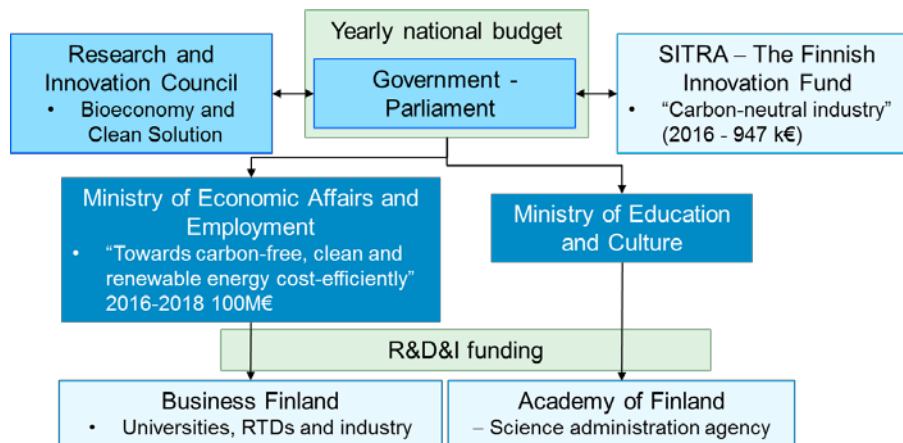 Yearly national budget
Research and
Innovation Council
• Bioeconomy and
Clean Solution
Government -
Parliament
SITRA – The Finnish
Innovation Fund
• “Carbon-neutral industry”
(2016 - 947 k€)
Ministry of Economic Affairs and
Employment
• “Towards carbon-free, clean and
renewable energy cost-efficiently”
2016-2018 100M€
Ministry of Education
and Culture
R&D&I funding
Business Finland
• Universities, RTDs and industry
Academy of Finland
– Science administration agency